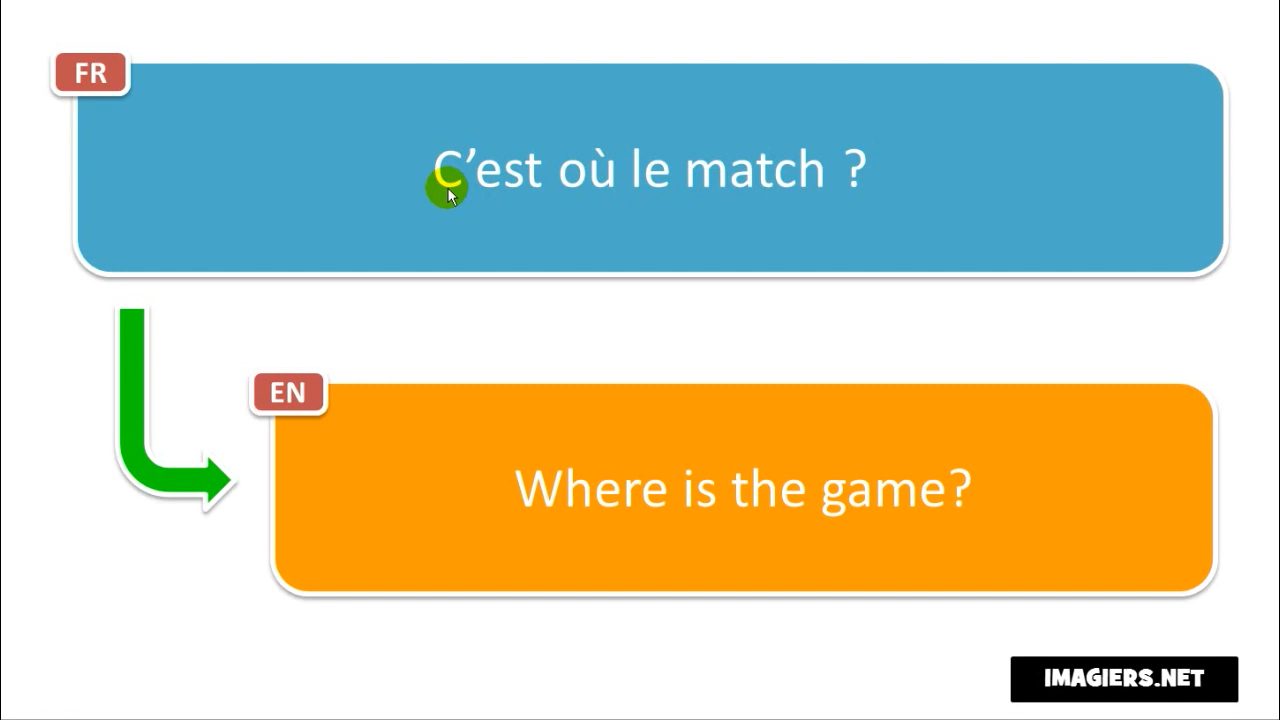 FR
C’est où le match ?
EN
Where is the game?
IMAGIERS.NET